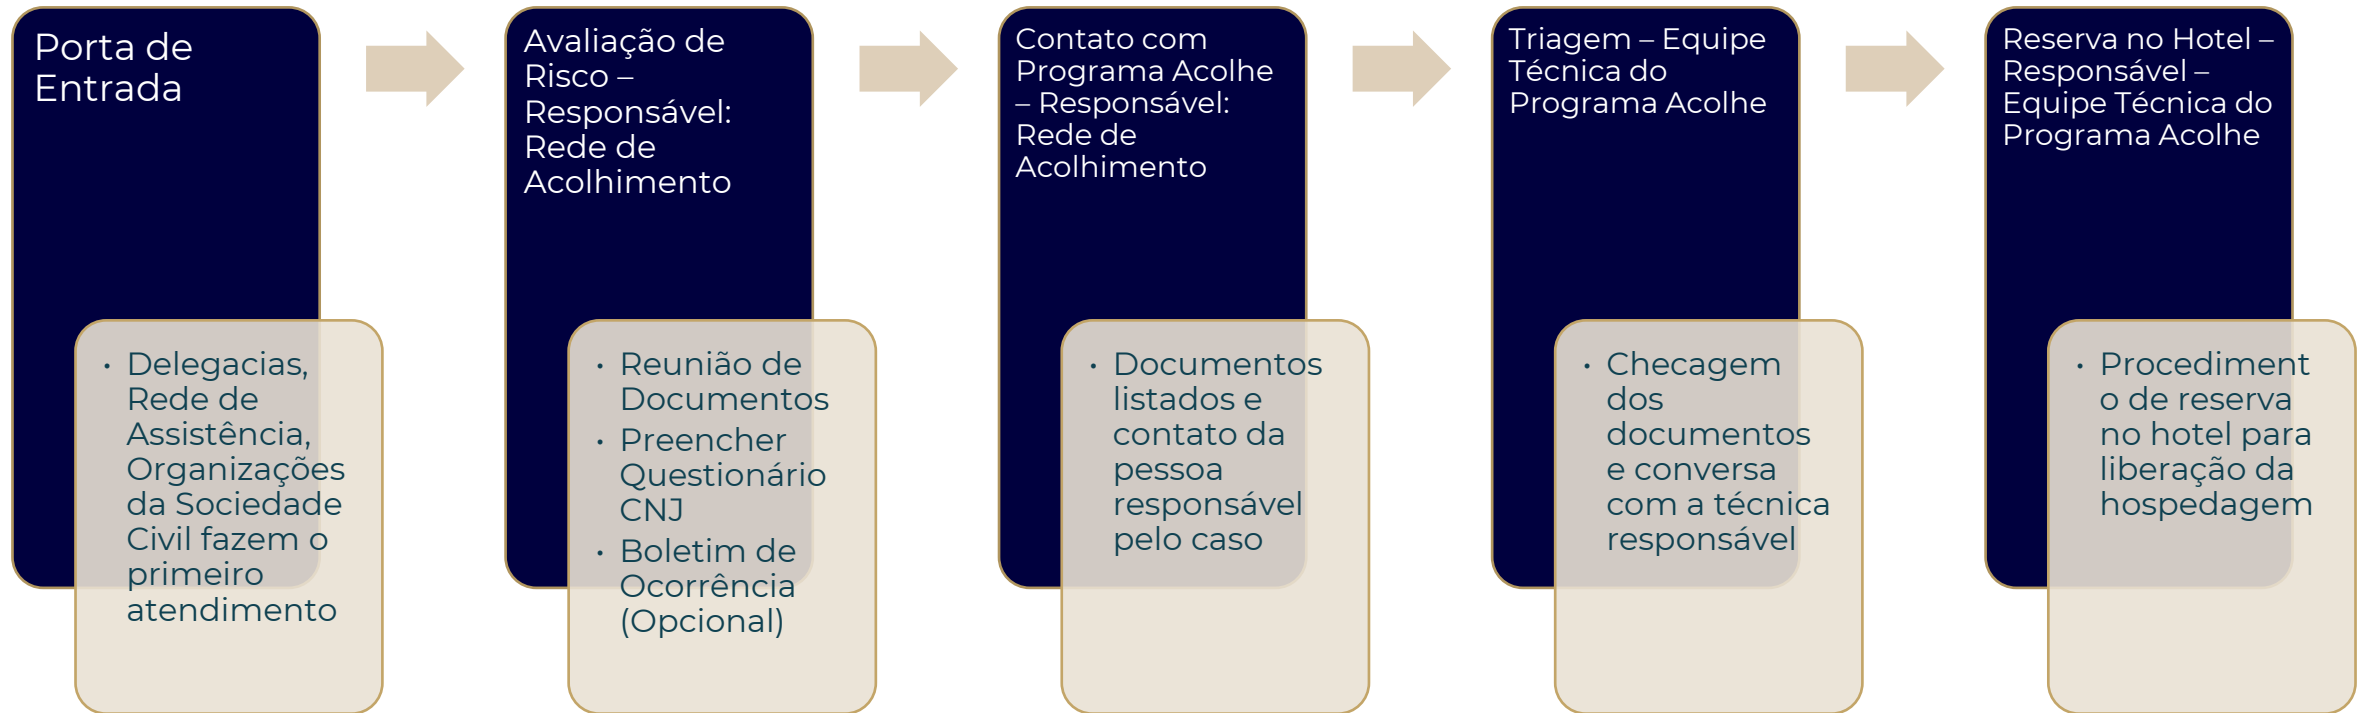 Porta de
Entrada
• Delegacias,
Rede de
Assistência,
Organizações
da Sociedade
Civil fazem o
primeiro
atendimento
Avaliação de
Risco –
Responsável:
Rede de
Acolhimento
• Reunião de
Documentos
• Preencher
Questionário
CNJ
• Boletim de
Ocorrência
(Opcional)
Contato com
Programa Acolhe
– Responsável:
Rede de
Acolhimento
• Documentos
listados e
contato da
pessoa
responsável
pelo caso
Triagem – Equipe
Técnica do
Programa Acolhe
• Checagem
dos
documentos
e conversa
com a técnica
responsável
Reserva no Hotel –
Responsável –
Equipe Técnica do
Programa Acolhe
• Procediment
o de reserva
no hotel para
liberação da
hospedagem